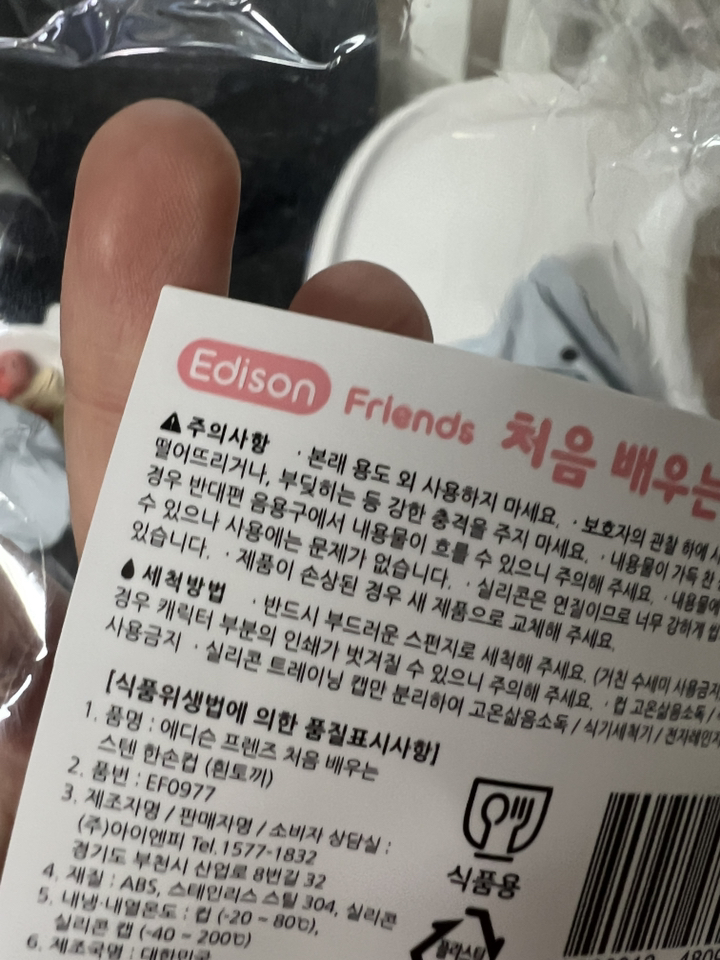 Edison Friends 처음 배우는
주의사항 · 본래 용도 외 사용하지 마세요. · 보호자의 관찰 하에
떨어뜨리거나, 부딪히는 등 강한 충격을 주지 마세요. · 내용물이 가득 찬
경우 반대편 음용구에서 내용물이 흐를 수 있으니 주의해 주세요. · 내용물에
수 있으나 사용에는 문제가 없습니다. · 실리콘은 연질이므로 너무 강하게
있습니다. · 제품이 손상된 경우 새 제품으로 교체해 주세요.
세척방법 · 반드시 부드러운 스펀지로 세척해 주세요. (거친 수세미 사용금지
경우 캐릭터 부분의 인쇄가 벗겨질 수 있으니 주의해 주세요. · 컵 고온삶음소독 /
사용금지 · 실리콘 트레이닝 캡만 분리하여 고온삶음소독 / 식기세척기 / 전자레인지
[식품위생법에 의한 품질표시사항]
1. 품명 : 에디슨 프렌즈 처음 배우는
스텐 한손컵 (흰토끼)
2. 품번 : EF0977
3. 제조자명 / 판매자명 / 소비자 상담실 :
(주)아이엔피 Tel.1577-1832
경기도 부천시 산업로 8번길 32
4. 재질 : ABS, 스테인리스 스틸 304, 실리콘
5. 내냉·내열온도 : 컵 (-20 ~ 80℃),
실리콘 캡 (-40 ~ 200℃)
6. 제조국명 : 대한민국
식품용
플라스틱